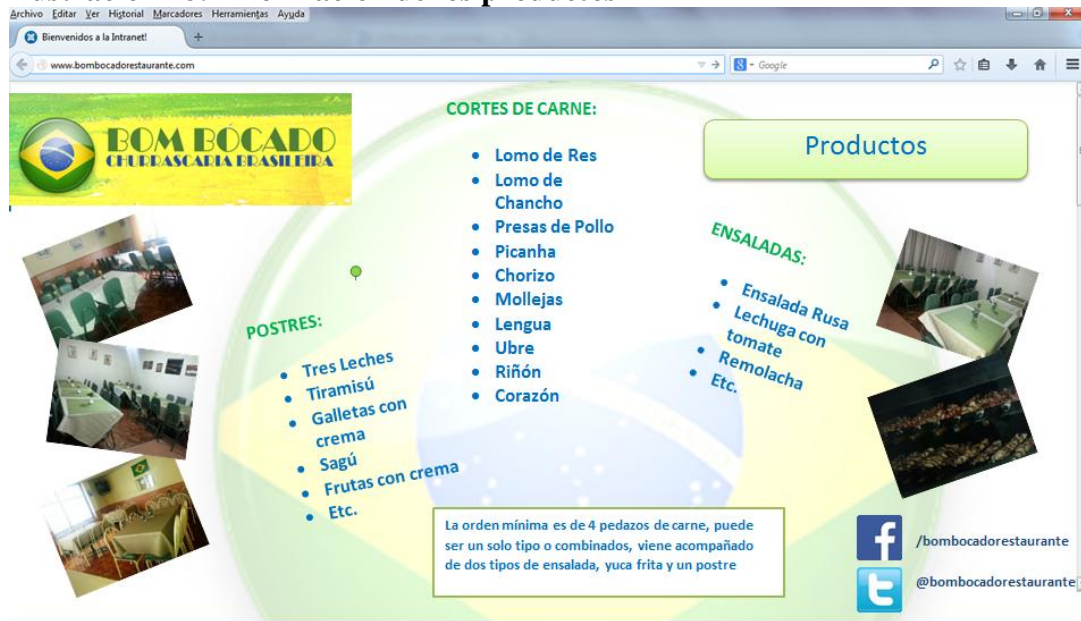 Archivo Editar Ver Historial Marcadores Herramientas Ayuda
Bienvenidos a la Intranet!
www.bombocadorestaurante.com
Google
BOM BOCADO
CHURRASCARIA BRASILEIRA
CORTES DE CARNE:
• Lomo de Res
• Lomo de
Chancho
• Presas de Pollo
• Picanha
• Chorizo
• Mollejas
• Lengua
• Ubre
• Riñón
• Corazón
Productos
ENSALADAS:
• Ensalada Rusa
• Lechuga con
tomate
• Remolacha
• Etc.
POSTRES:
• Tres Leches
• Tiramisú
• Galletas con
crema
• Sagú
• Frutas con crema
• Etc.
La orden mínima es de 4 pedazos de carne, puede
ser un solo tipo o combinados, viene acompañado
de dos tipos de ensalada, yuca frita y un postre
/bombocadorestaurante
@bombocadorestaurante